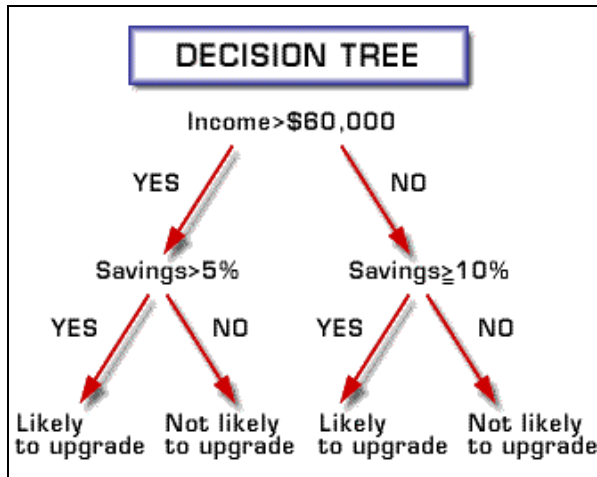 DECISION TREE
Income>$60,000
YES
NO
Savings>5%
Savings≧10%
YES
NO
YES
NO
Likely
to upgrade
Not likely
to upgrade
Likely
to upgrade
Not likely
to upgrade